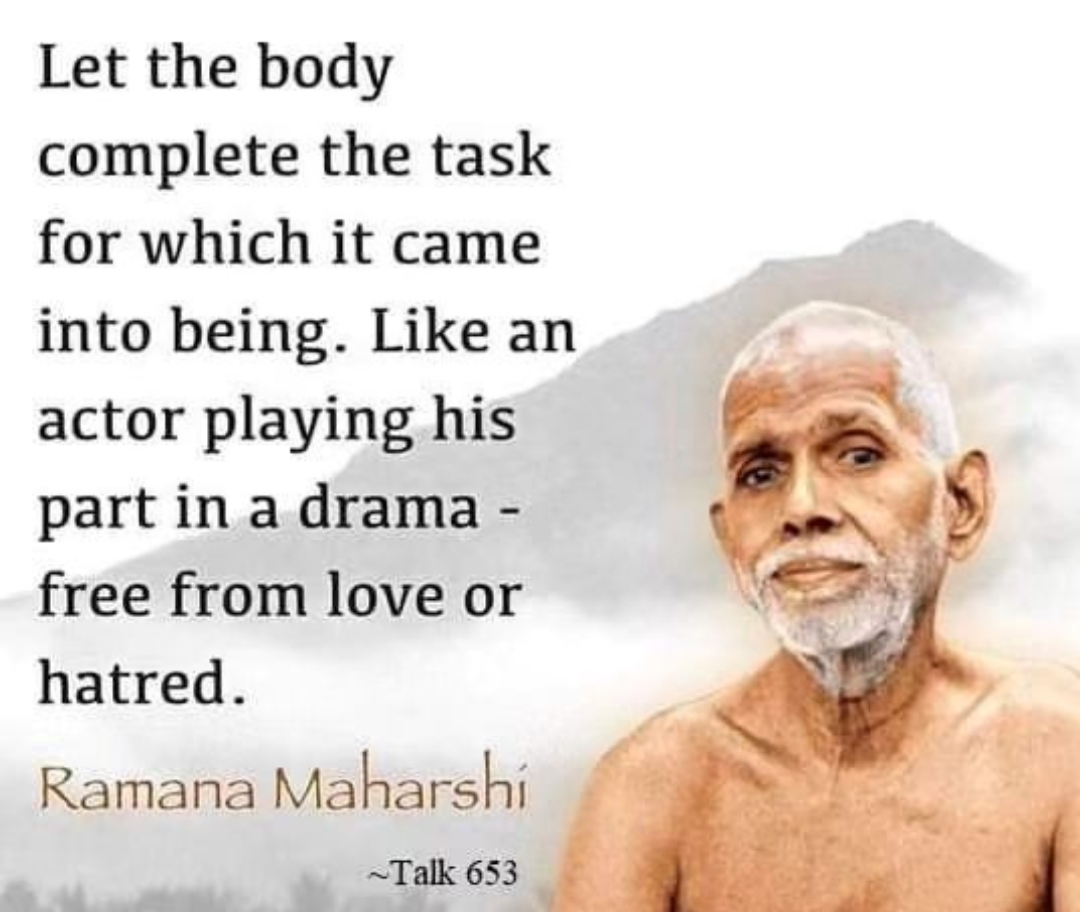 Let the body
complete the task
for which it came
into being. Like an
actor playing his
part in a drama -
free from love or
hatred.
Ramana Maharshi
~Talk 653